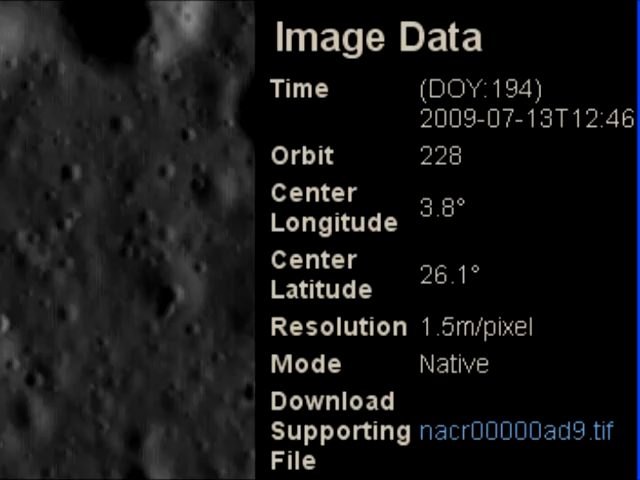 Image Data
Time (DOY:194)
2009-07-13T12:46
Orbit 228
Center
Longitude 3.8°
Center
Latitude 26.1°
Resolution 1.5m/pixel
Mode Native
Download
Supporting nacr00000ad9.tif
File